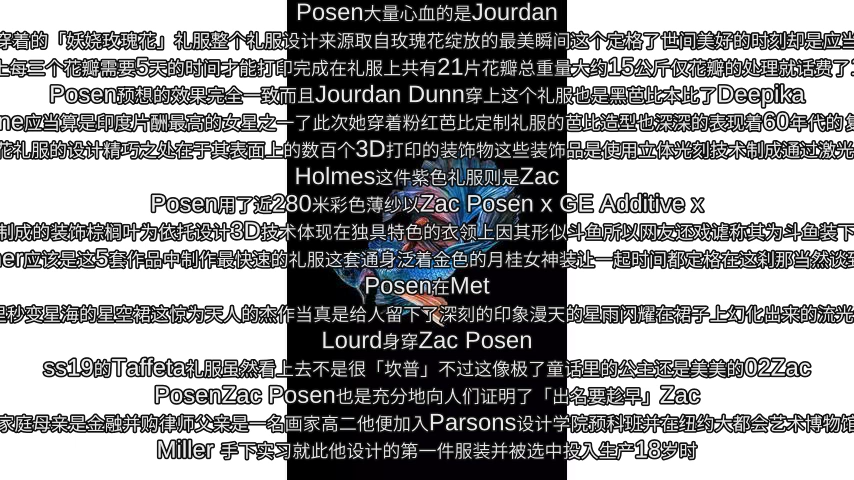 Posen大量心血的是Jourdan
穿着的「妖娆玫瑰花」礼服整个礼服设计来源取自玫瑰花绽放的最美瞬间这个定格了世间美好的时刻却是应当
上每三个花瓣需要5天的时间才能打印完成在礼服上共有21片花瓣总重量大约15公斤仅花瓣的处理就话费了
Posen预想的效果完全一致而且Jourdan Dunn穿上这个礼服也是黑芭比本比了Deepika
ne应当算是印度片酬最高的女星之一了此次她穿着粉红芭比定制礼服的芭比造型也深深的表现着60年代的复
花礼服的设计精巧之处在于其表面上的数百个3D打印的装饰物这些装饰品是使用立体光刻技术制成通过激光
Holmes这件紫色礼服则是Zac
Posen用了近280米彩色薄纱以Zac Posen x GE Additive x
制成的装饰棕榈叶为依托设计3D技术体现在独具特色的衣领上因其形似斗鱼所以网友还戏谑称其为斗鱼装下
ner应该是这5套作品中制作最快速的礼服这套通身泛着金色的月桂女神装让一起时间都定格在这刹那当然谈到
Posen在Met
是秒变星海的星空裙这惊为天人的杰作当真是给人留下了深刻的印象漫天的星雨闪耀在裙子上幻化出来的流光
Lourd身穿Zac Posen
ss19的Taffeta礼服虽然看上去不是很「坎普」不过这像极了童话里的公主还是美美的02Zac
PosenZac Posen也是充分地向人们证明了「出名要趁早」Zac
家庭母亲是金融并购律师父亲是一名画家高二他便加入Parsons设计学院预科班并在纽约大都会艺术博物馆
Miller 手下实习就此他设计的第一件服装并被选中投入生产18岁时